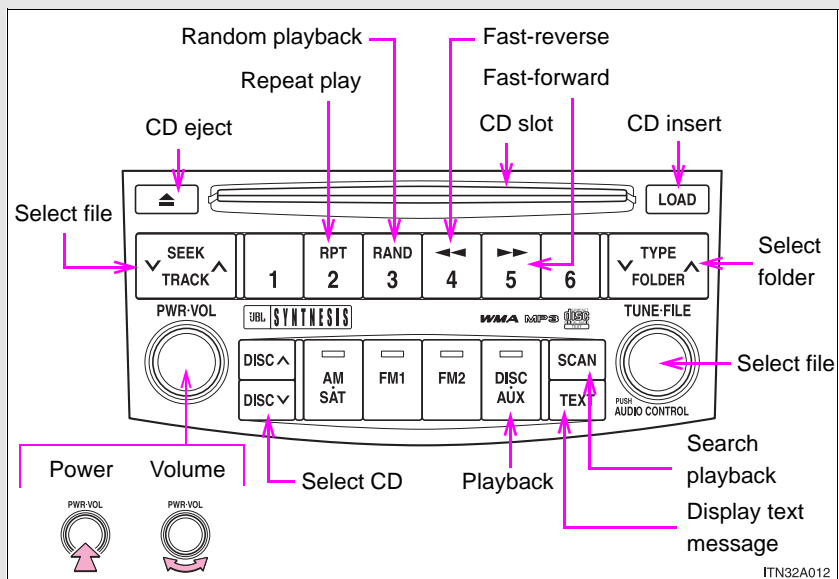 Random playback
Fast-reverse
Repeat play
Fast-forward
CD eject
CD slot
CD insert
LOAD
Select file
SEEK
TRACK
1
RPT
2
RAND
3
4
5
6
TYPE
FOLDER
Select
folder
PWR·VOL
JBL SYNTNESIS
WMA MP3 disc
TUNE·FILE
DISC
DISC
AM
SAT
FM1
FM2
DISC
AUX
SCAN
TEXT
Select file
PUSH
AUDIO CONTROL
Power
Volume
Select CD
Playback
Search
playback
Display text
message
PWR·VOL
PWR·VOL
ITN32A012